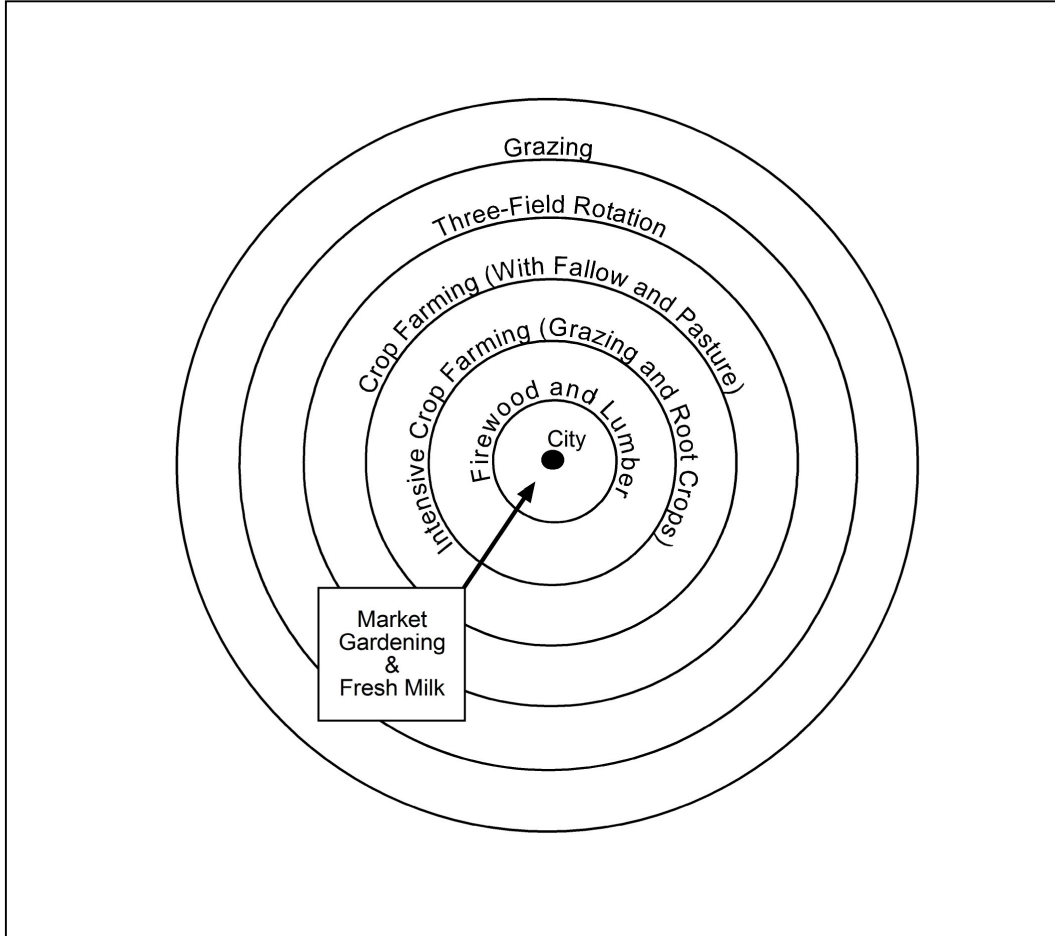 Grazing
Three-Field Rotation
Crop Farming (With Fallow and Pasture)
Intensive Crop Farming (Grazing and Root Crops)
Firewood and Lumber
City
Market
Gardening
&
Fresh Milk